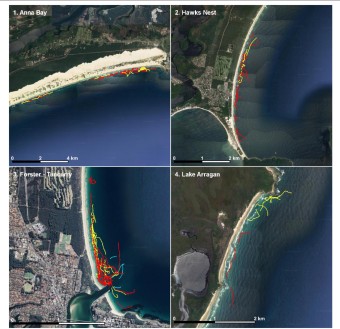 1. Anna Bay
0 2 4 km
2. Hawks Nest
0 1 2 km
3. Forster - Tuncurry
4. Lake Arragan
2 km